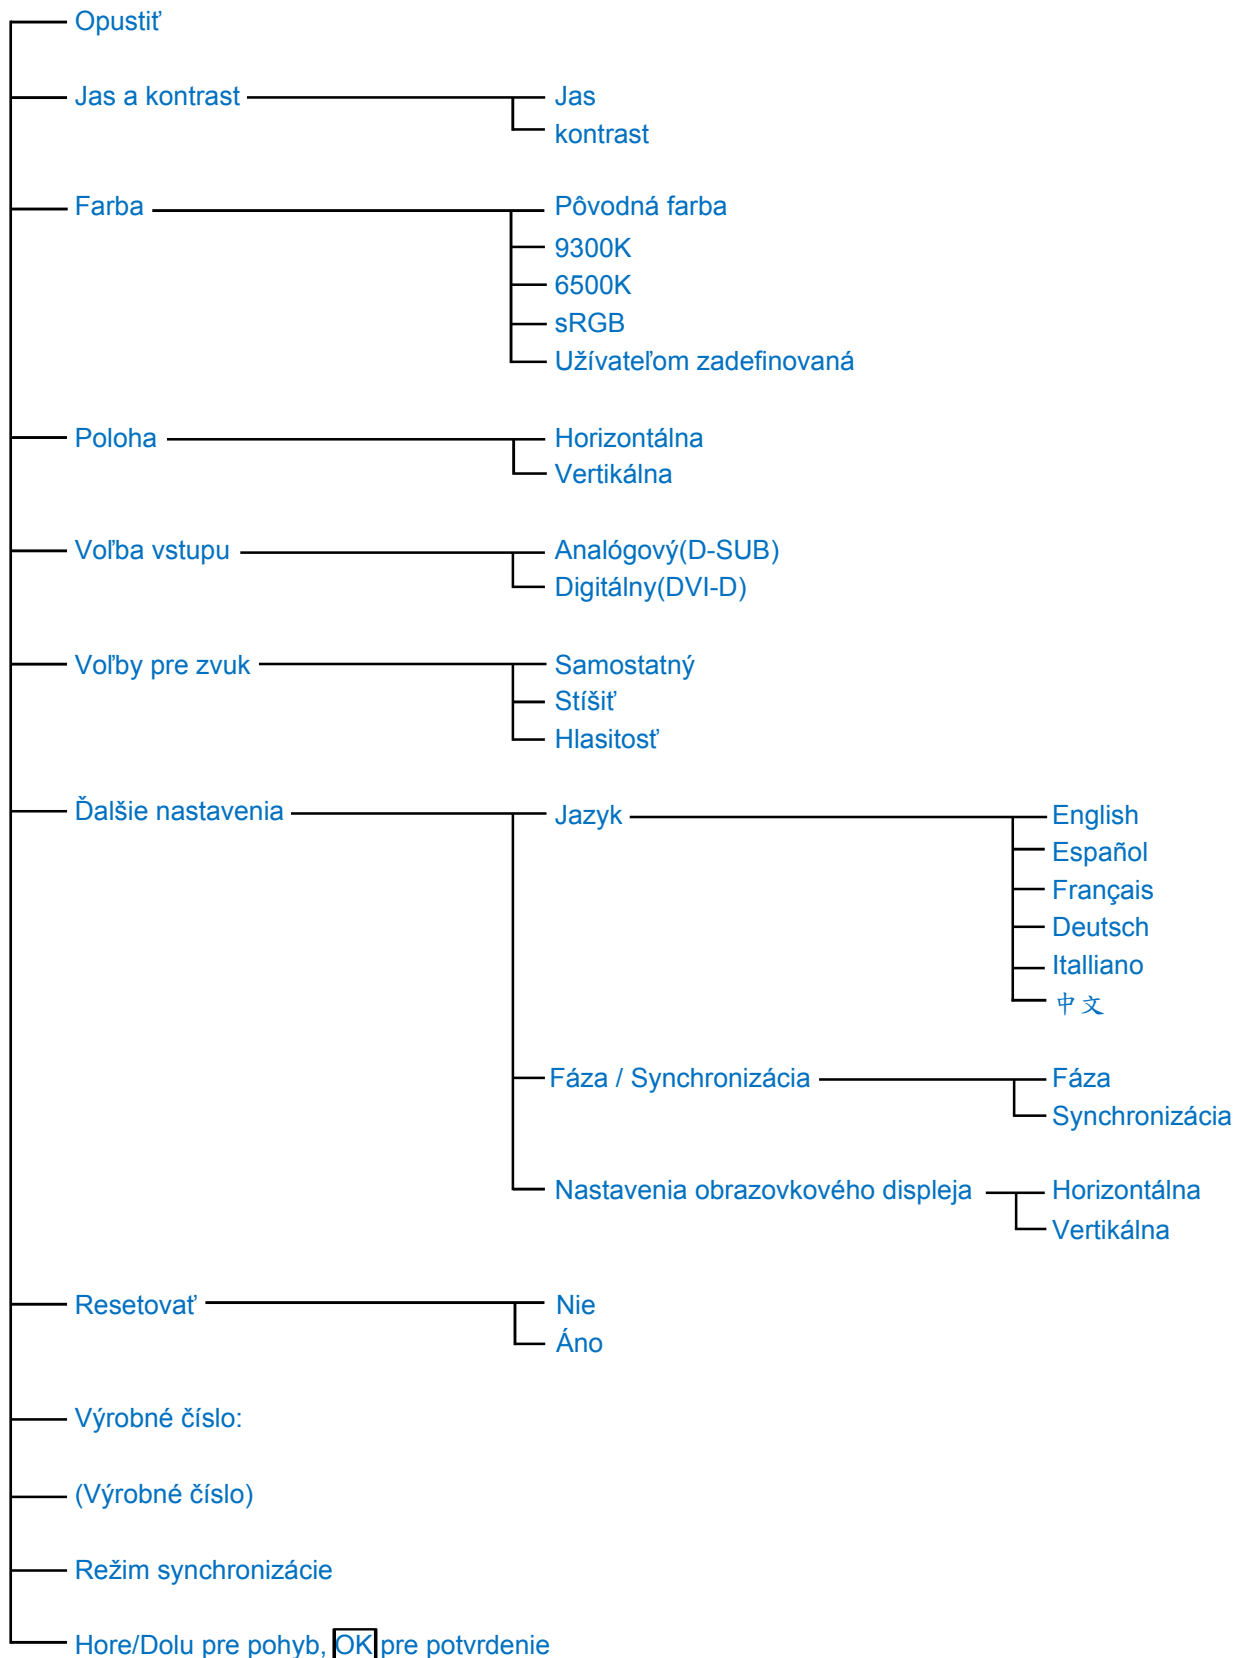 Opustiť
Jas a kontrast
Jas
kontrast
Farba
Pôvodná farba
9300K
6500K
sRGB
Užívateľom zadefinovaná
Poloha
Horizontálna
Vertikálna
Voľba vstupu
Analógový(D-SUB)
Digitálny(DVI-D)
Voľby pre zvuk
Samostatný
Stíšiť
Hlasitosť
Ďalšie nastavenia
Jazyk
English
Español
Français
Deutsch
Italliano
中文
Fáza / Synchronizácia
Fáza
Synchronizácia
Nastavenia obrazovkového displeja
Horizontálna
Vertikálna
Resetovať
Nie
Áno
Výrobné číslo:
(Výrobné číslo)
Režim synchronizácie
Hore/Dolu pre pohyb, OK pre potvrdenie